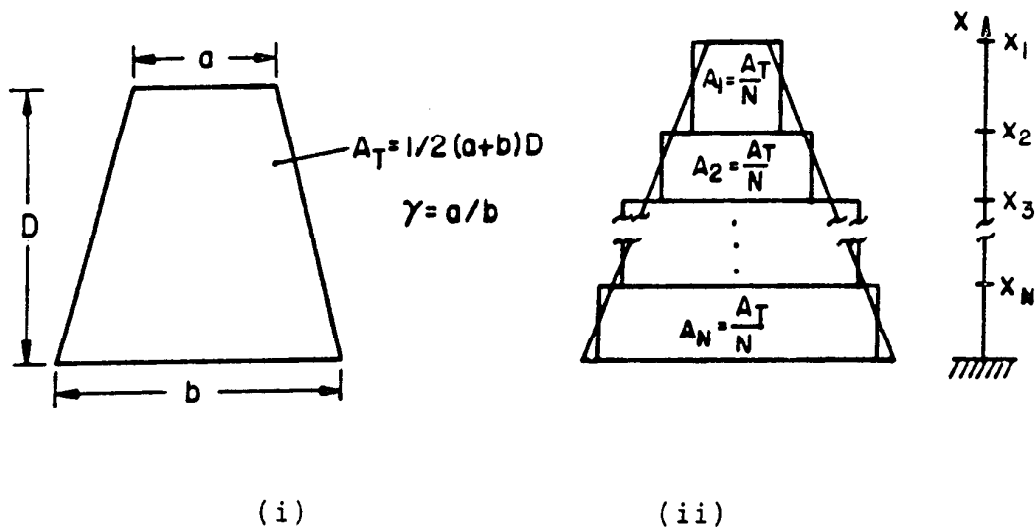 a
D
A_T = 1/2 (a+b) D
γ = a/b
b
(i)
A_1 = A_T/N
A_2 = A_T/N
.
.
.
A_N = A_T/N
X
X_1
X_2
X_3
X_N
(ii)